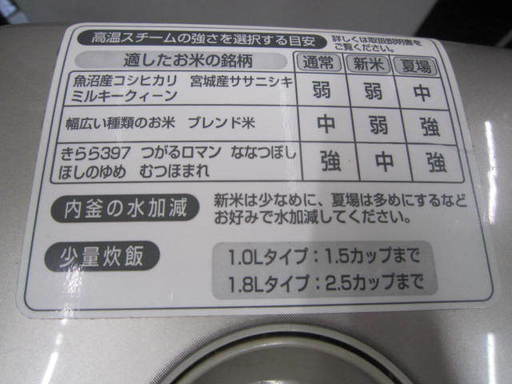 高温スチームの強さを選択する目安 詳しくは取扱説明書を
ご覧ください。
適したお米の銘柄 通常 新米 夏場
魚沼産コシヒカリ 宮城産ササニシキ
ミルキークィーン 弱 弱 中
幅広い種類のお米 ブレンド米 中 弱 強
きらら397 つがるロマン ななつぼし
ほしのゆめ むつほまれ 強 中 強
内釜の水加減 新米は少なめに、夏場は多めにするなど
お好みで水加減してください。
少量炊飯 1.0Lタイプ：1.5カップまで
1.8Lタイプ：2.5カップまで